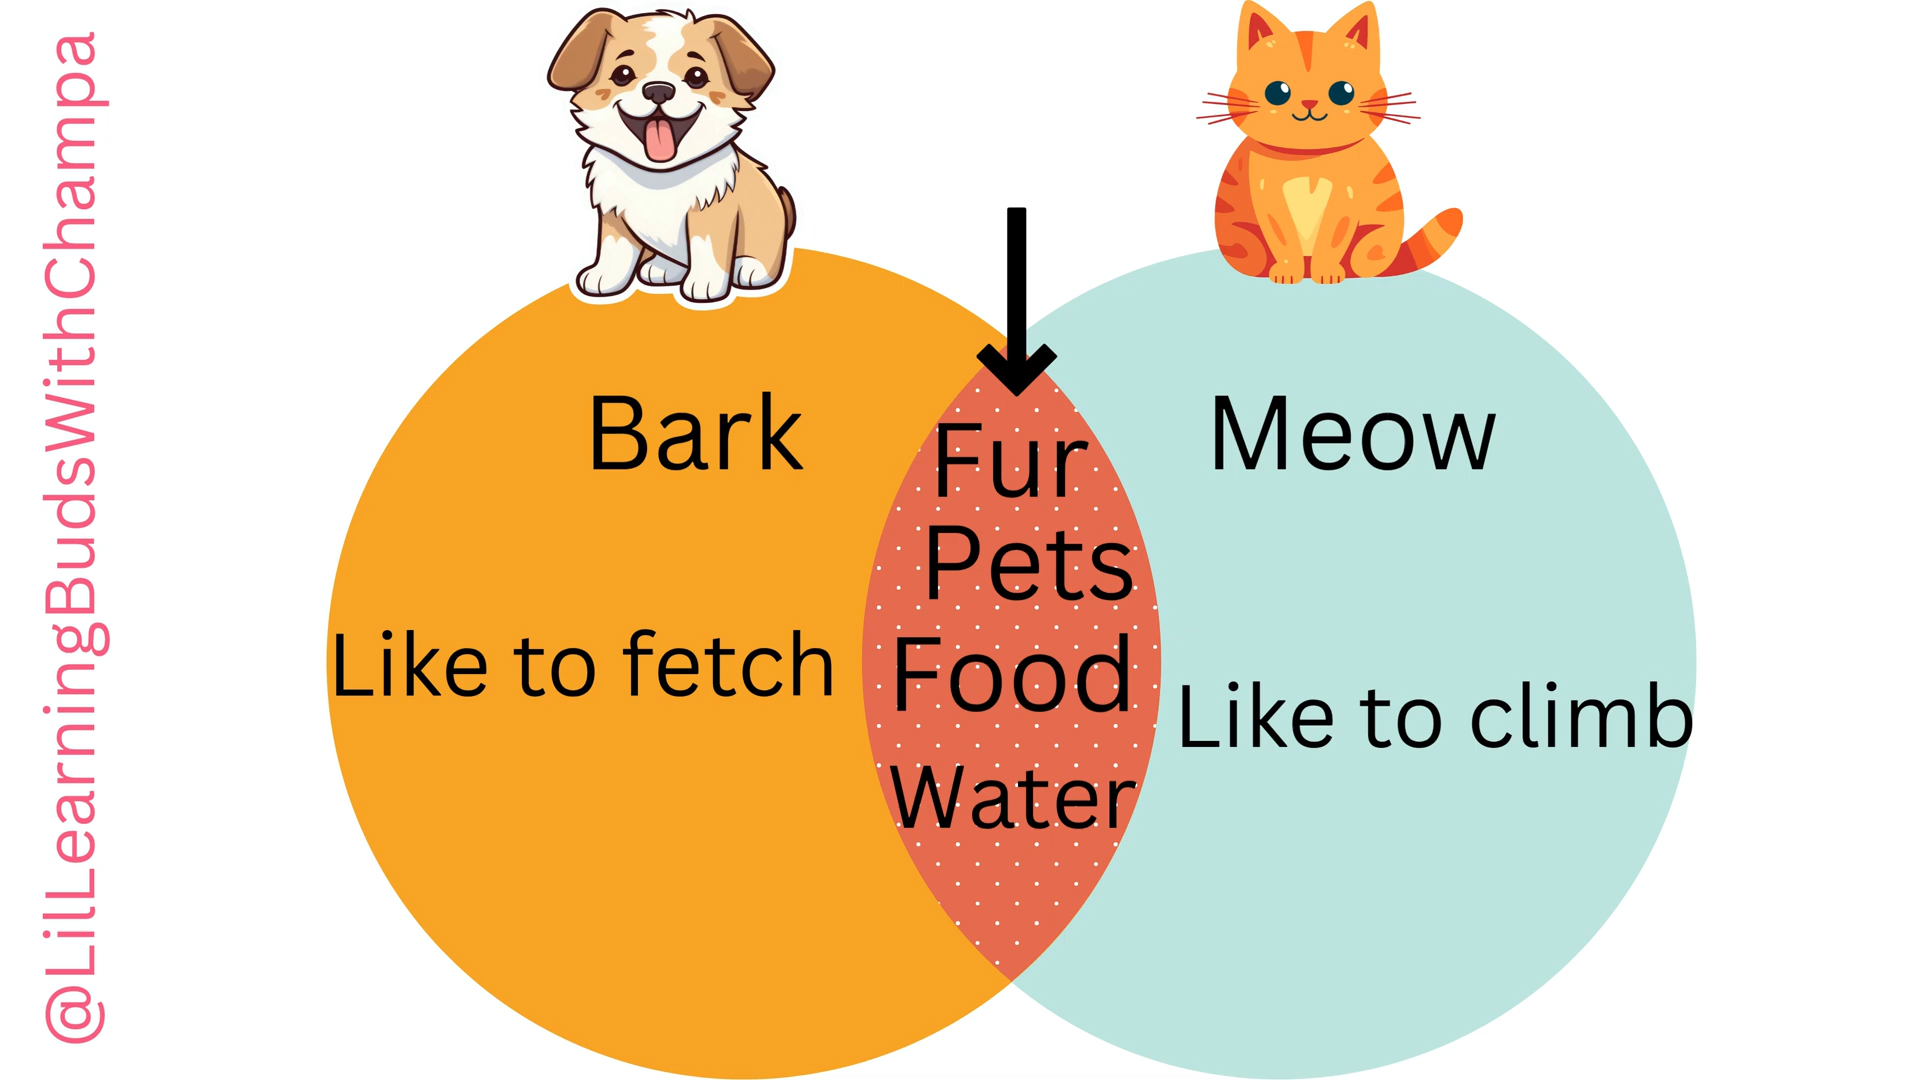 @LilLearningBudsWithChampa
Bark
Like to fetch
Fur
Pets
Food
Water
Meow
Like to climb